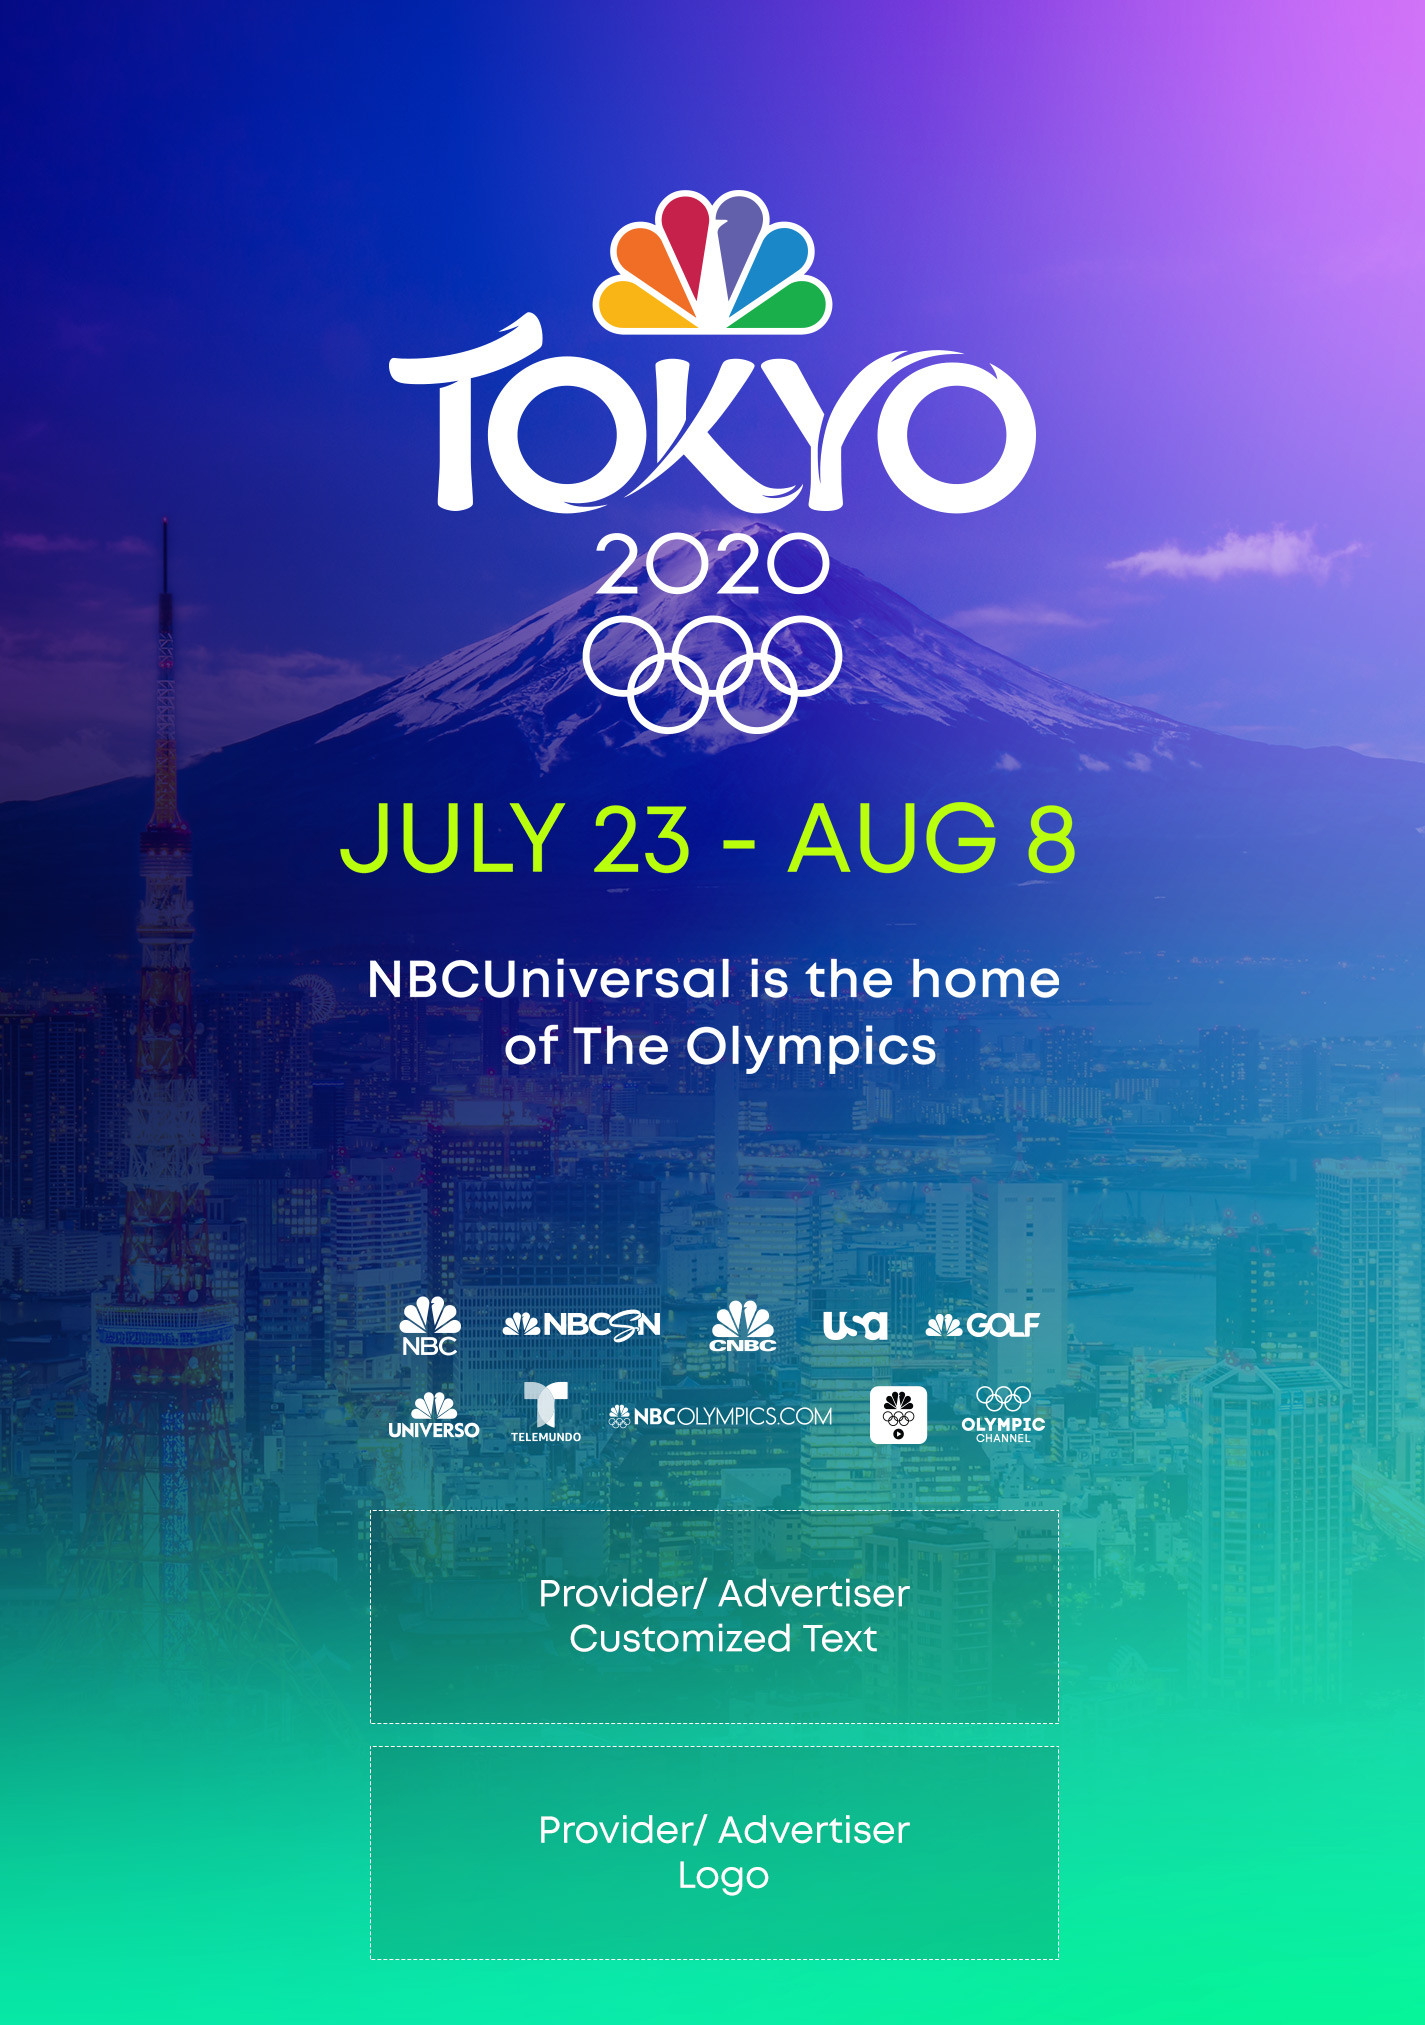 TOKYO
2020
JULY 23 - AUG 8
NBCUniversal is the home
of The Olympics
NBC NBCSN CNBC usa GOLF
UNIVERSO TELEMUNDO NBCOLYMPICS.COM OLYMPIC CHANNEL
Provider/ Advertiser
Customized Text
Provider/ Advertiser
Logo